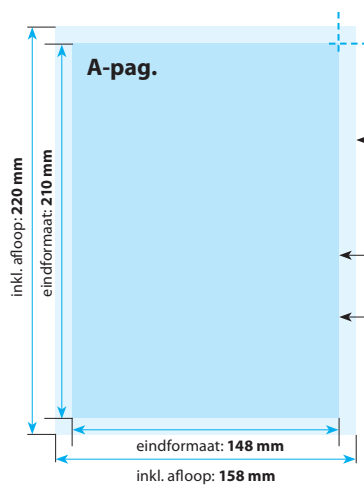 A-pag.
inkl. afloop: 220 mm
eindformaat: 210 mm
eindformaat: 148 mm
inkl. afloop: 158 mm